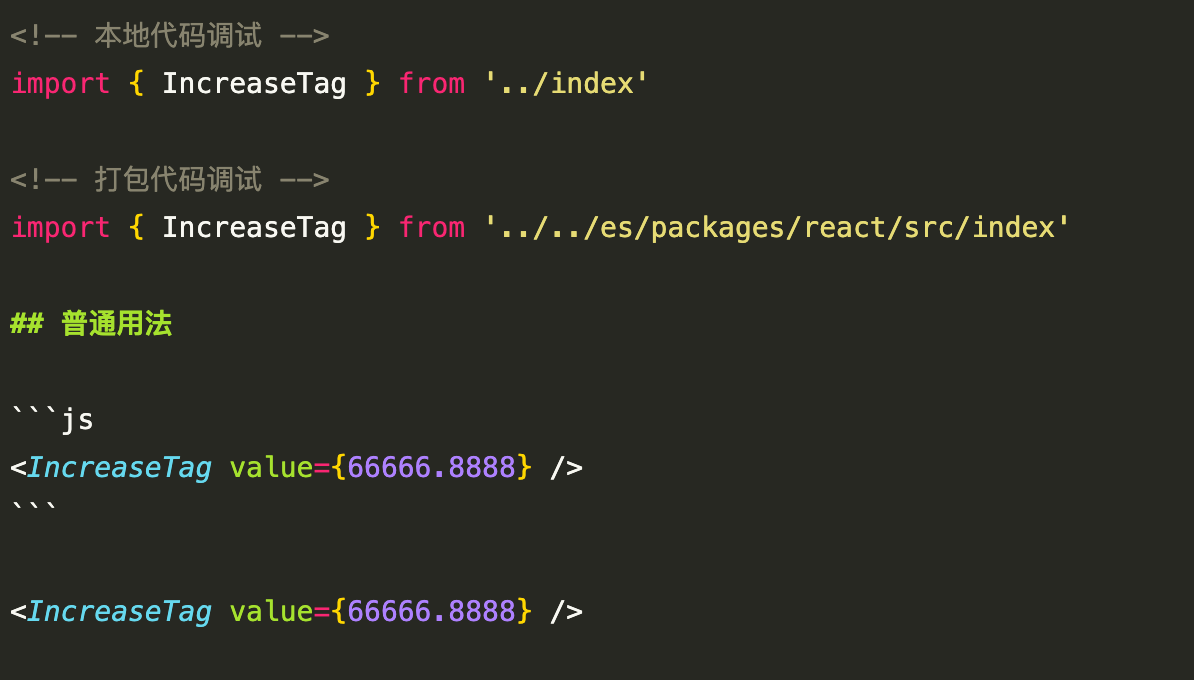 <!-- 本地代码调试 -->
import { IncreaseTag } from '../index'
<!-- 打包代码调试 -->
import { IncreaseTag } from '../../es/packages/react/src/index'
## 普通用法
```js
<IncreaseTag value={66666.8888} />
```
<IncreaseTag value={66666.8888} />